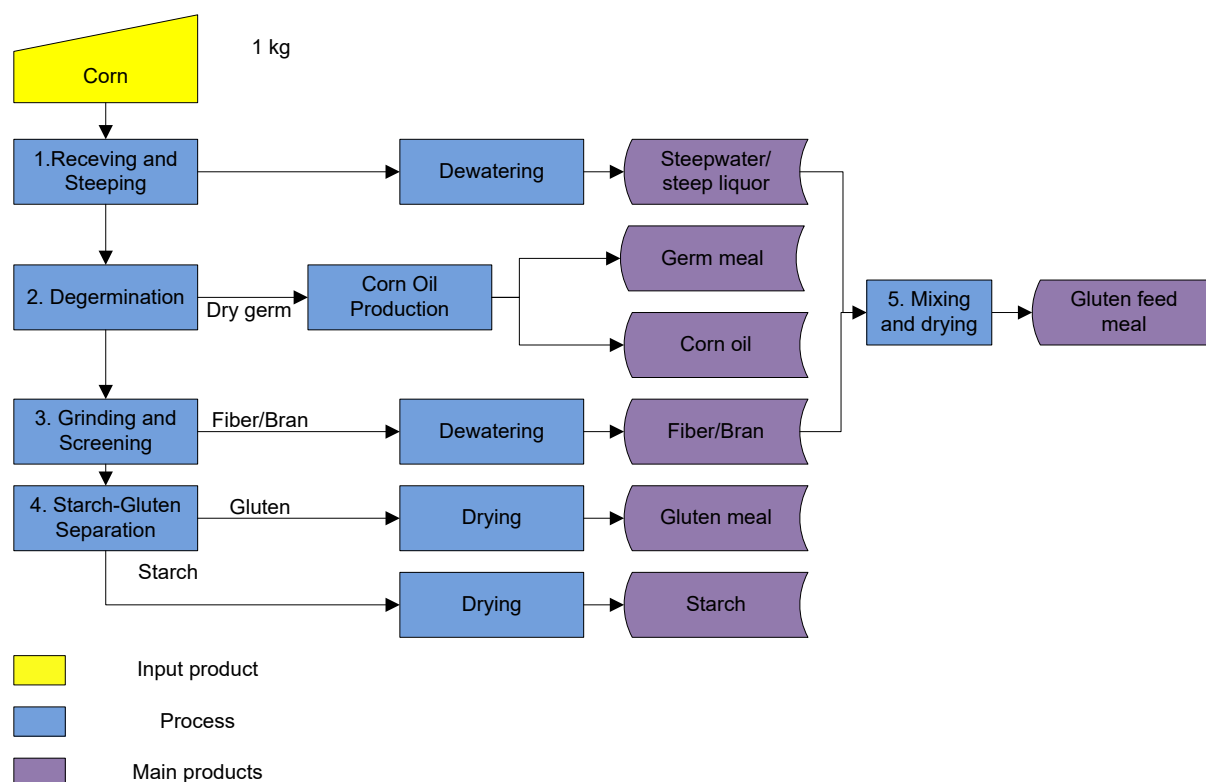 Corn
1 kg
1.Receving and
Steeping
Dewatering
Steepwater/
steep liquor
Germ meal
2. Degermination
Dry germ
Corn Oil
Production
5. Mixing
and drying
Gluten feed
meal
Corn oil
3. Grinding and
Screening
Fiber/Bran
Dewatering
Fiber/Bran
4. Starch-Gluten
Separation
Gluten
Drying
Gluten meal
Starch
Drying
Starch
Input product
Process
Main products